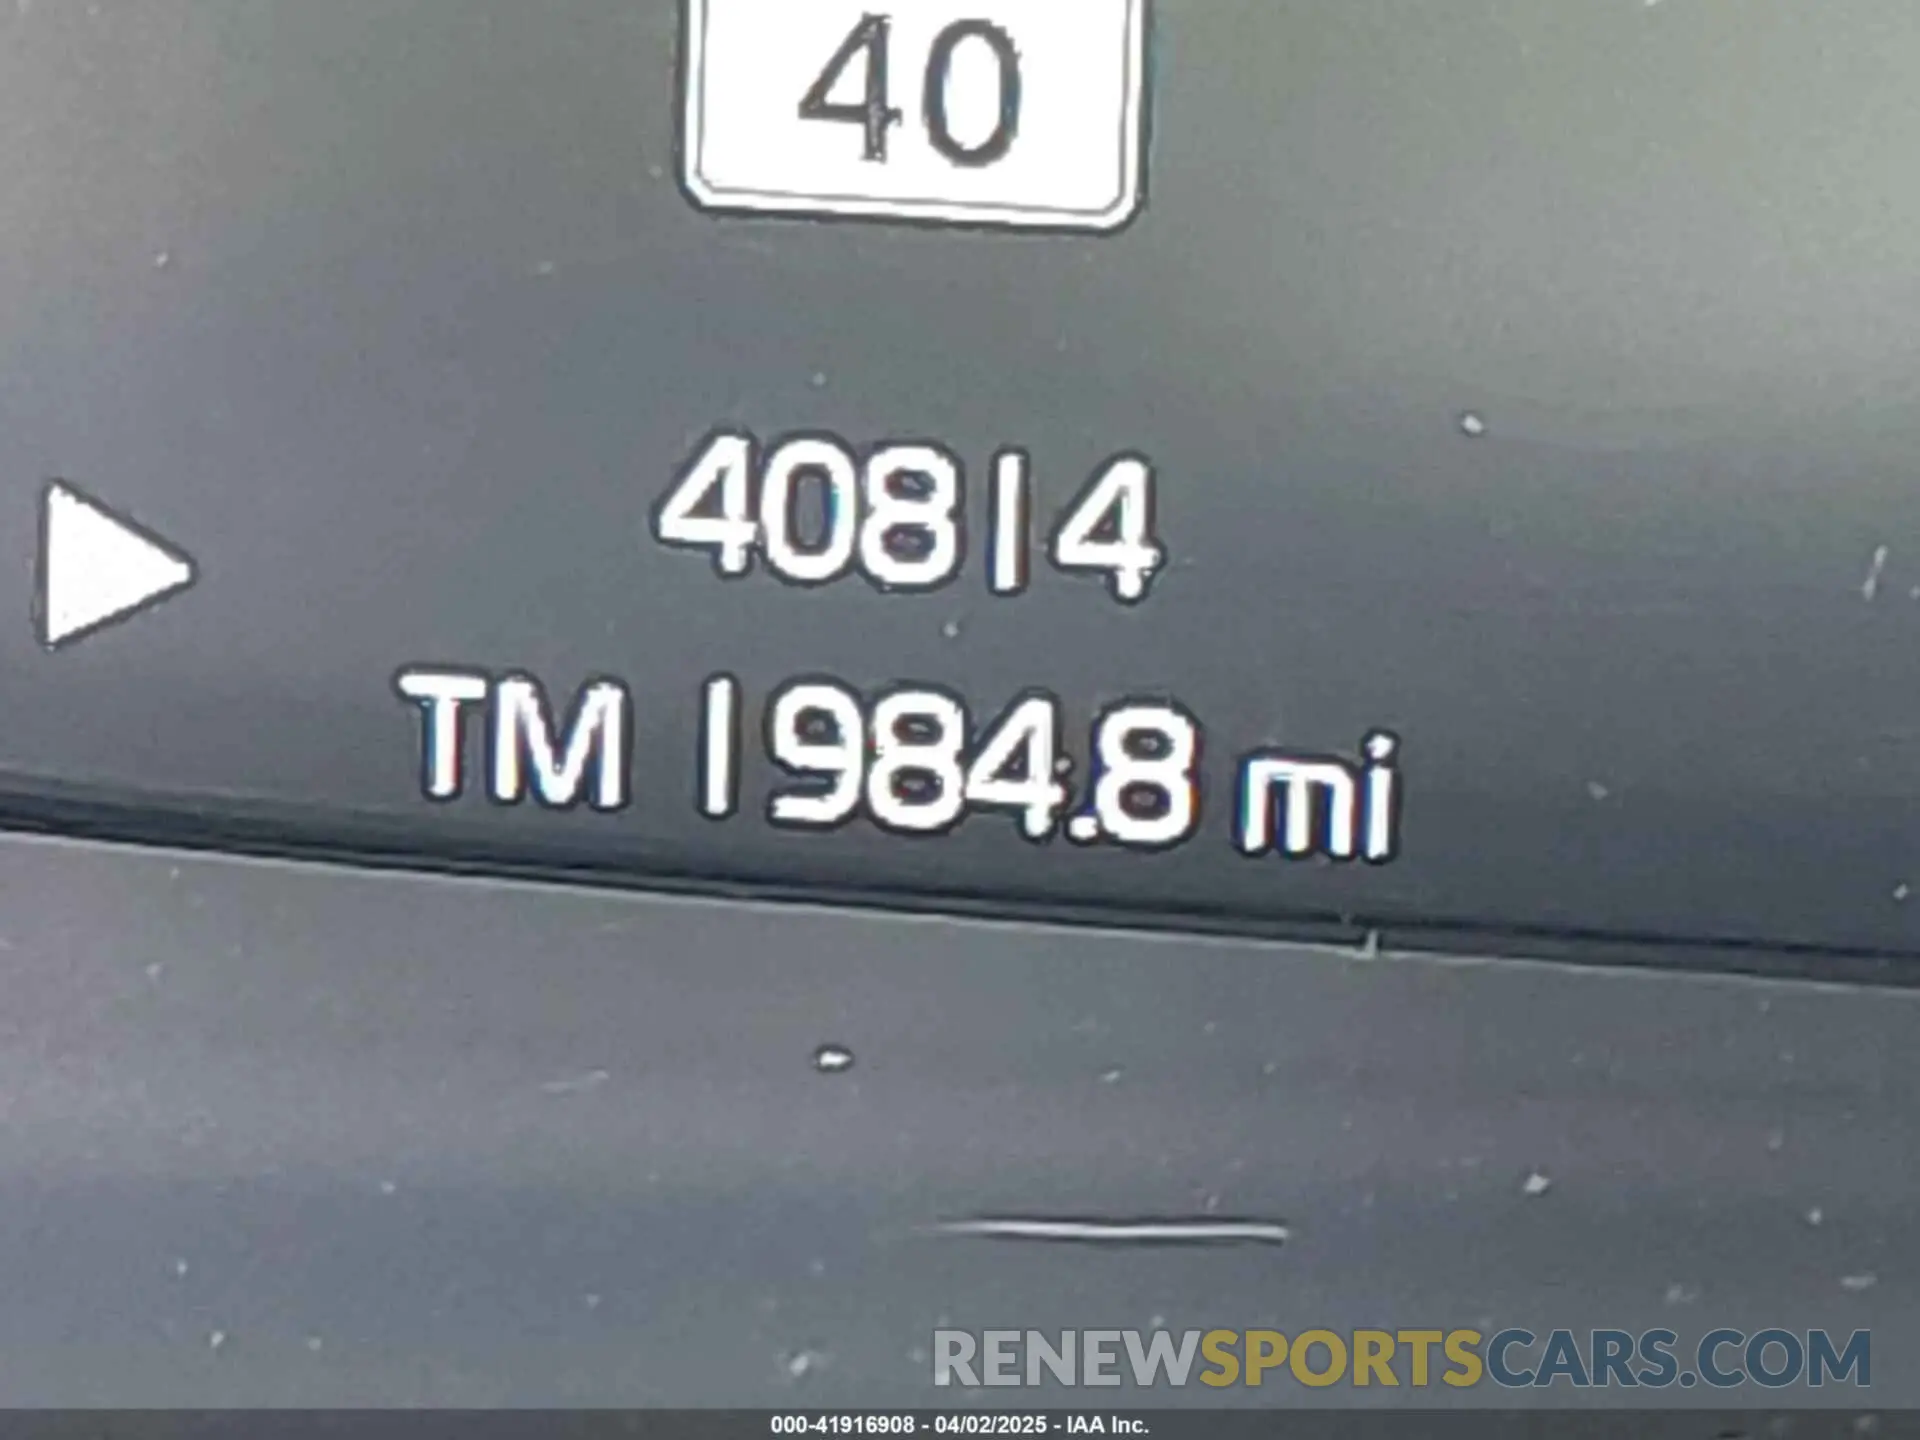 40
40814
TM 1984.8 mi
RENEWSPORTSCARS.COM
000-41916908 - 04/02/2025 - IAA Inc.